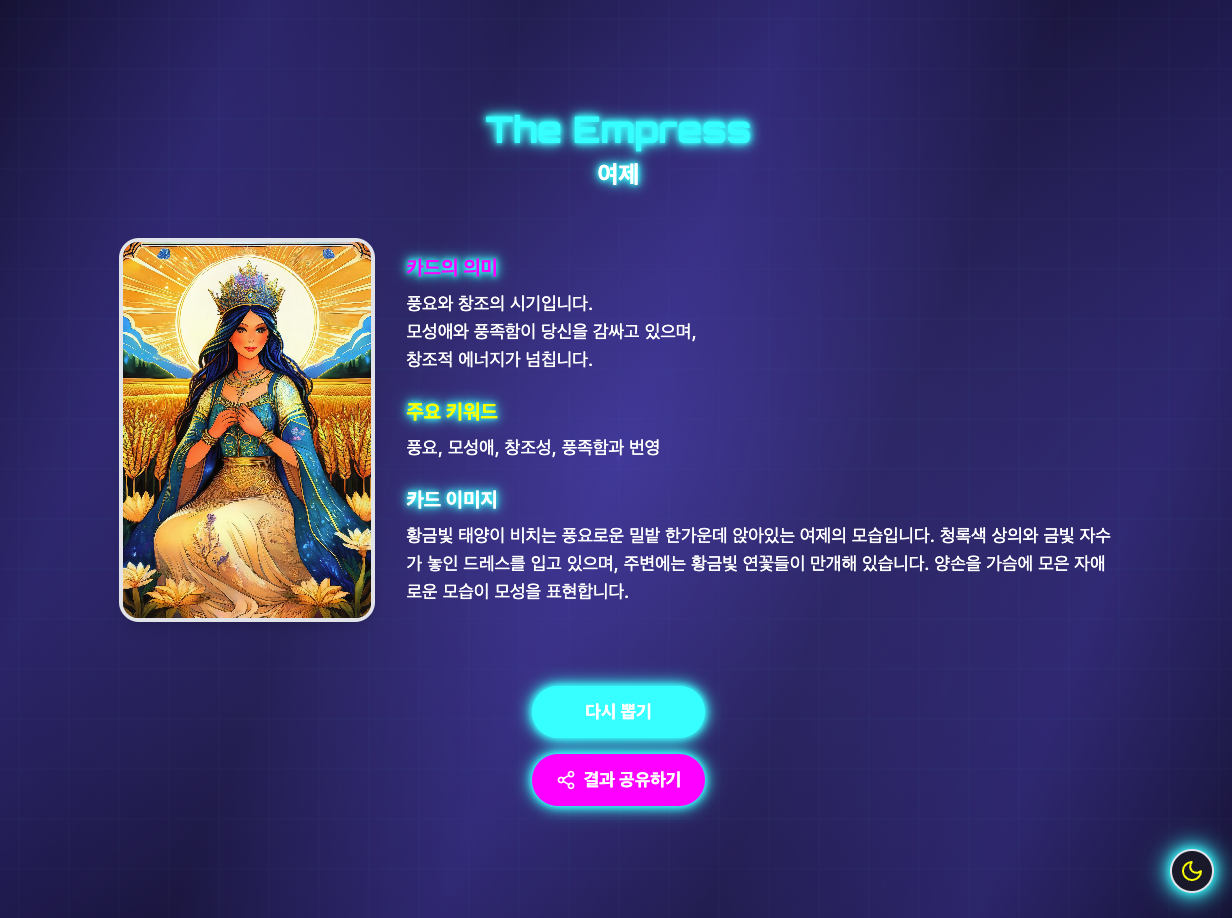 The Empress
여제
카드의 의미
풍요와 창조의 시기입니다.
모성애와 풍족함이 당신을 감싸고 있으며,
창조적 에너지가 넘칩니다.
주요 키워드
풍요, 모성애, 창조성, 풍족함과 번영
카드 이미지
황금빛 태양이 비치는 풍요로운 밀밭 한가운데 앉아있는 여제의 모습입니다. 청록색 상의와 금빛 자수
가 놓인 드레스를 입고 있으며, 주변에는 황금빛 연꽃들이 만개해 있습니다. 양손을 가슴에 모은 자애
로운 모습이 모성을 표현합니다.
다시 뽑기
결과 공유하기